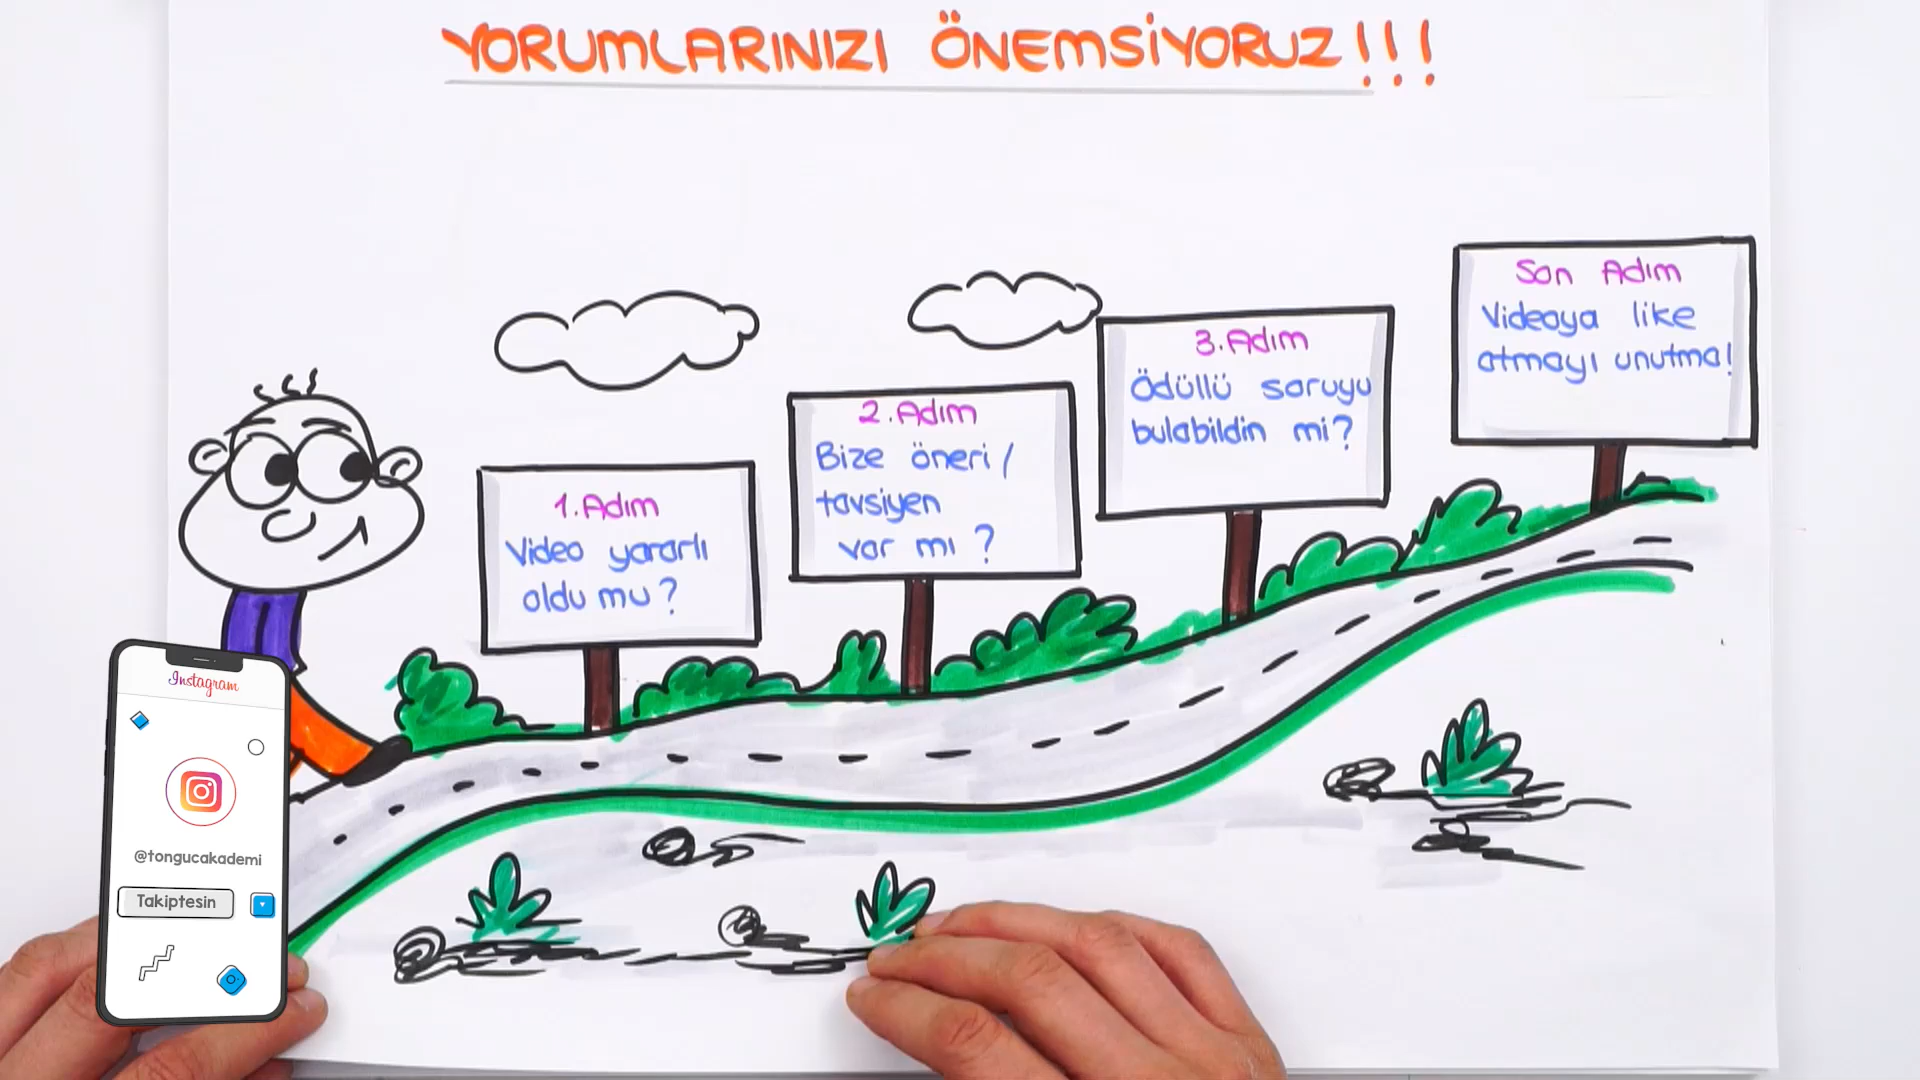 YORUMLARINIZI ÖNEMSİYORUZ!!!
1.Adım
Video yararlı
oldu mu?
2.Adım
Bize öneri /
tavsiyen
var mı ?
3.Adım
Ödüllü soruyu
bulabildin mi?
Son Adım
Videoya like
atmayı unutma!
Instagram
@tongucakademi
Takiptesin